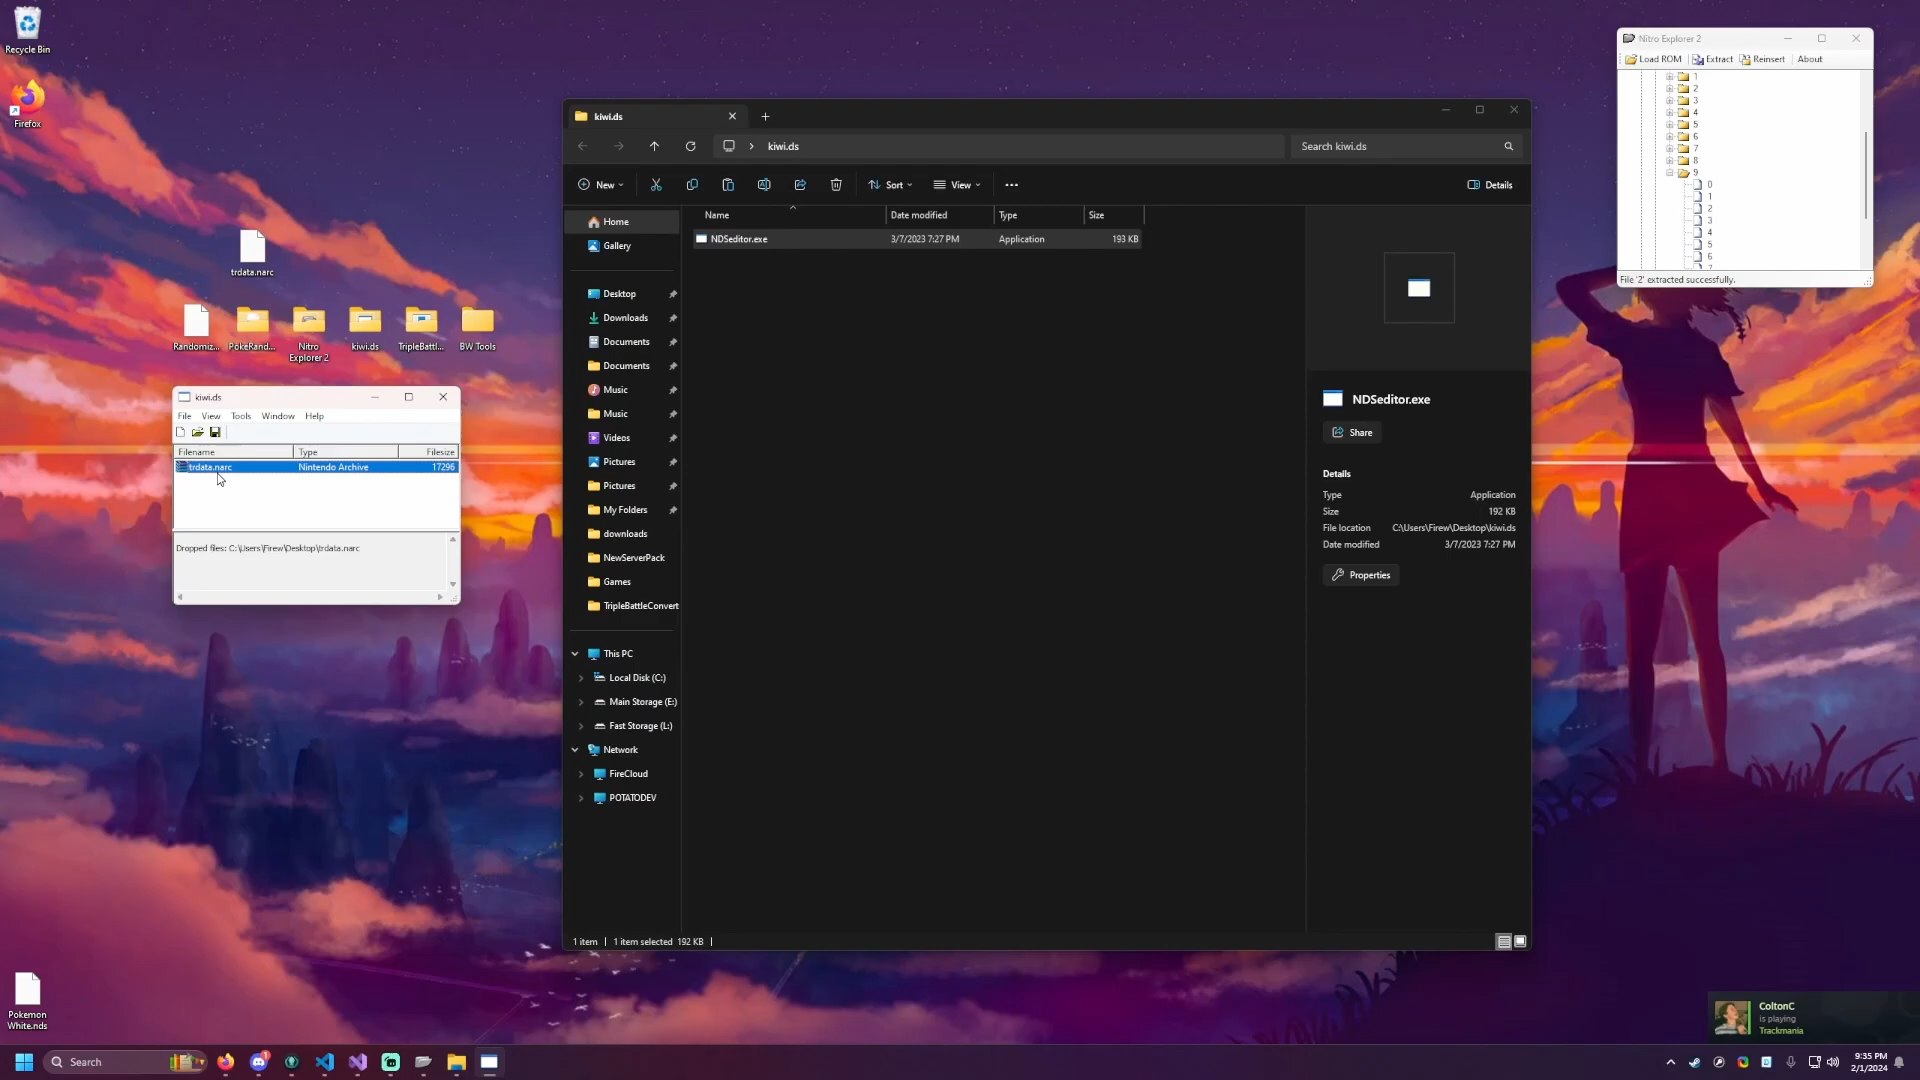 Recycle Bin
Firefox
trdata.narc
Randomiz...
PokeRand...
Nitro Explorer 2
kiwi.ds
TripleBattl...
BW Tools
kiwi.ds
File View Tools Window Help
Filename Type Filesize
trdata.narc Nintendo Archive 17296
Dropped files: C:\Users\Firew\Desktop\trdata.narc
Pokemon White.nds
kiwi.ds
kiwi.ds
Search kiwi.ds
New
Sort
View
Details
Home
Gallery
Desktop
Downloads
Documents
Documents
Music
Music
Videos
Pictures
Pictures
My Folders
downloads
NewServerPack
Games
TripleBattleConvert
This PC
Local Disk (C:)
Main Storage (E:)
Fast Storage (L:)
Network
FireCloud
POTATODEV
Name Date modified Type Size
NDSeditor.exe 3/7/2023 7:27 PM Application 193 KB
NDSeditor.exe
Share
Details
Type Application
Size 192 KB
File location C:\Users\Firew\Desktop\kiwi.ds
Date modified 3/7/2023 7:27 PM
Properties
1 item 1 item selected 192 KB
Nitro Explorer 2
Load ROM Extract Reinsert About
1
2
3
4
5
6
7
8
9
0
1
2
3
4
5
6
7
File '2' extracted successfully.
ColtonC
is playing
Trackmania
Search
1
9:35 PM
2/1/2024